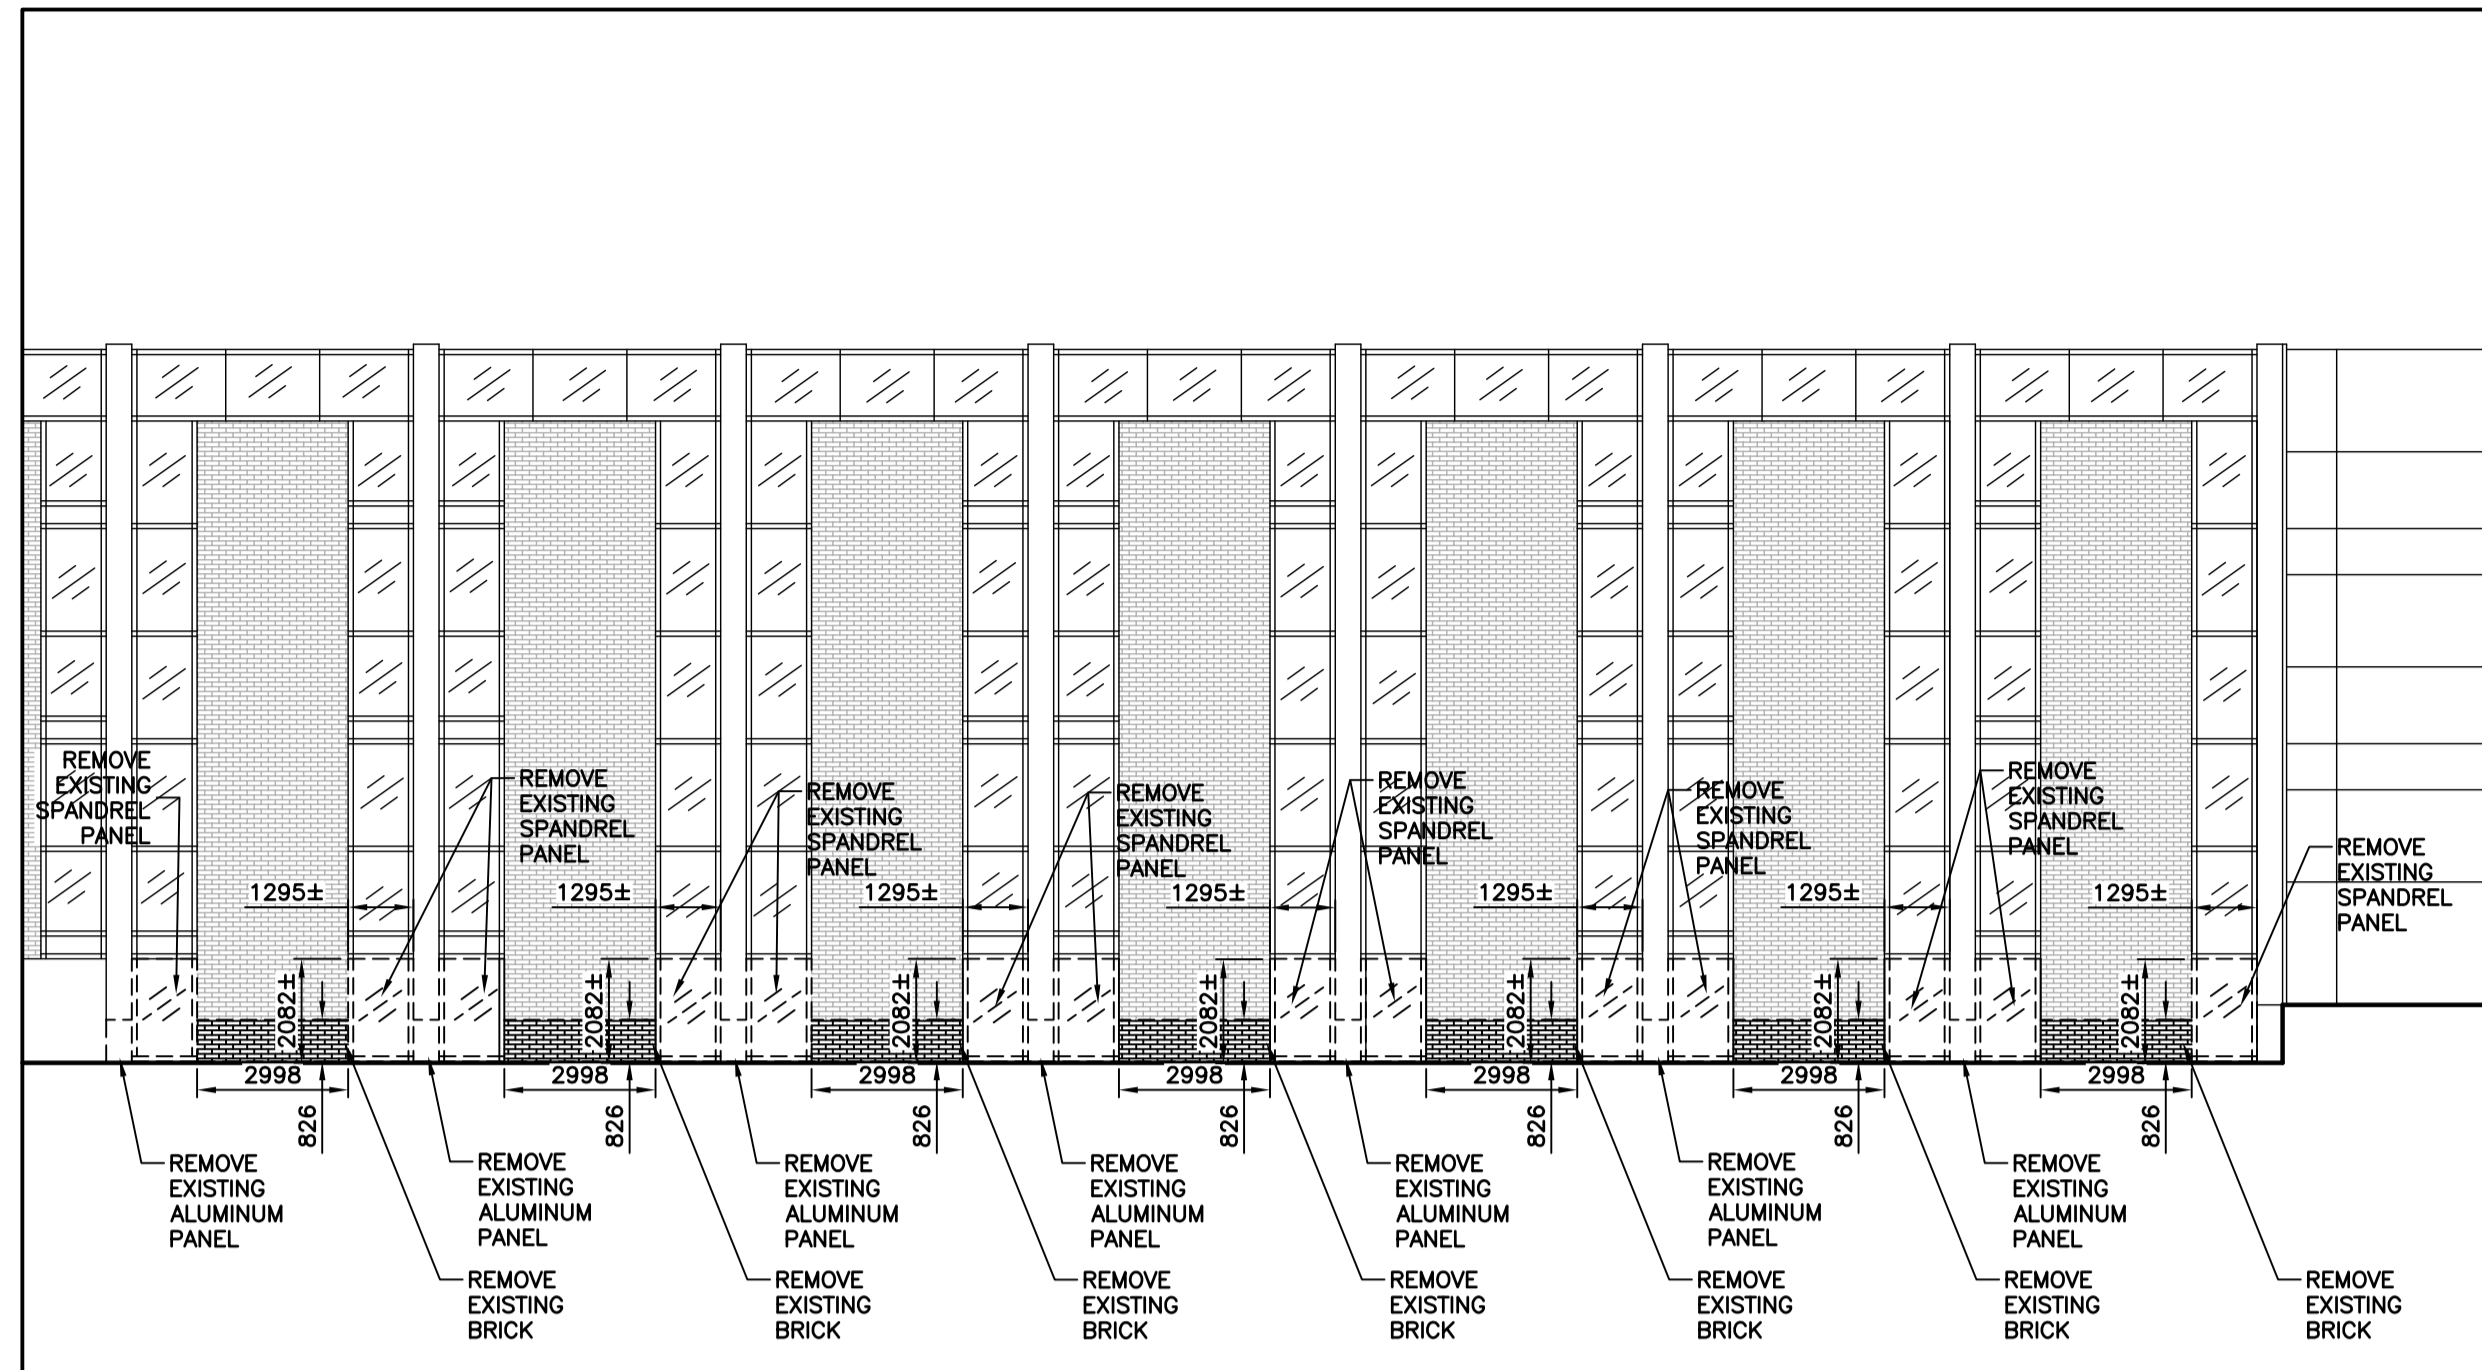 REMOVE
EXISTING
SPANDREL
PANEL
REMOVE
EXISTING
SPANDREL
PANEL
REMOVE
EXISTING
SPANDREL
PANEL
REMOVE
EXISTING
SPANDREL
PANEL
REMOVE
EXISTING
SPANDREL
PANEL
REMOVE
EXISTING
SPANDREL
PANEL
REMOVE
EXISTING
SPANDREL
PANEL
REMOVE
EXISTING
SPANDREL
PANEL
1295±
1295±
1295±
1295±
1295±
1295±
1295±
2082±
2082±
2082±
2082±
2082±
2082±
2082±
2998
2998
2998
2998
2998
2998
2998
826
826
826
826
826
826
826
REMOVE
EXISTING
ALUMINUM
PANEL
REMOVE
EXISTING
ALUMINUM
PANEL
REMOVE
EXISTING
ALUMINUM
PANEL
REMOVE
EXISTING
ALUMINUM
PANEL
REMOVE
EXISTING
ALUMINUM
PANEL
REMOVE
EXISTING
ALUMINUM
PANEL
REMOVE
EXISTING
ALUMINUM
PANEL
REMOVE
EXISTING
BRICK
REMOVE
EXISTING
BRICK
REMOVE
EXISTING
BRICK
REMOVE
EXISTING
BRICK
REMOVE
EXISTING
BRICK
REMOVE
EXISTING
BRICK
REMOVE
EXISTING
BRICK